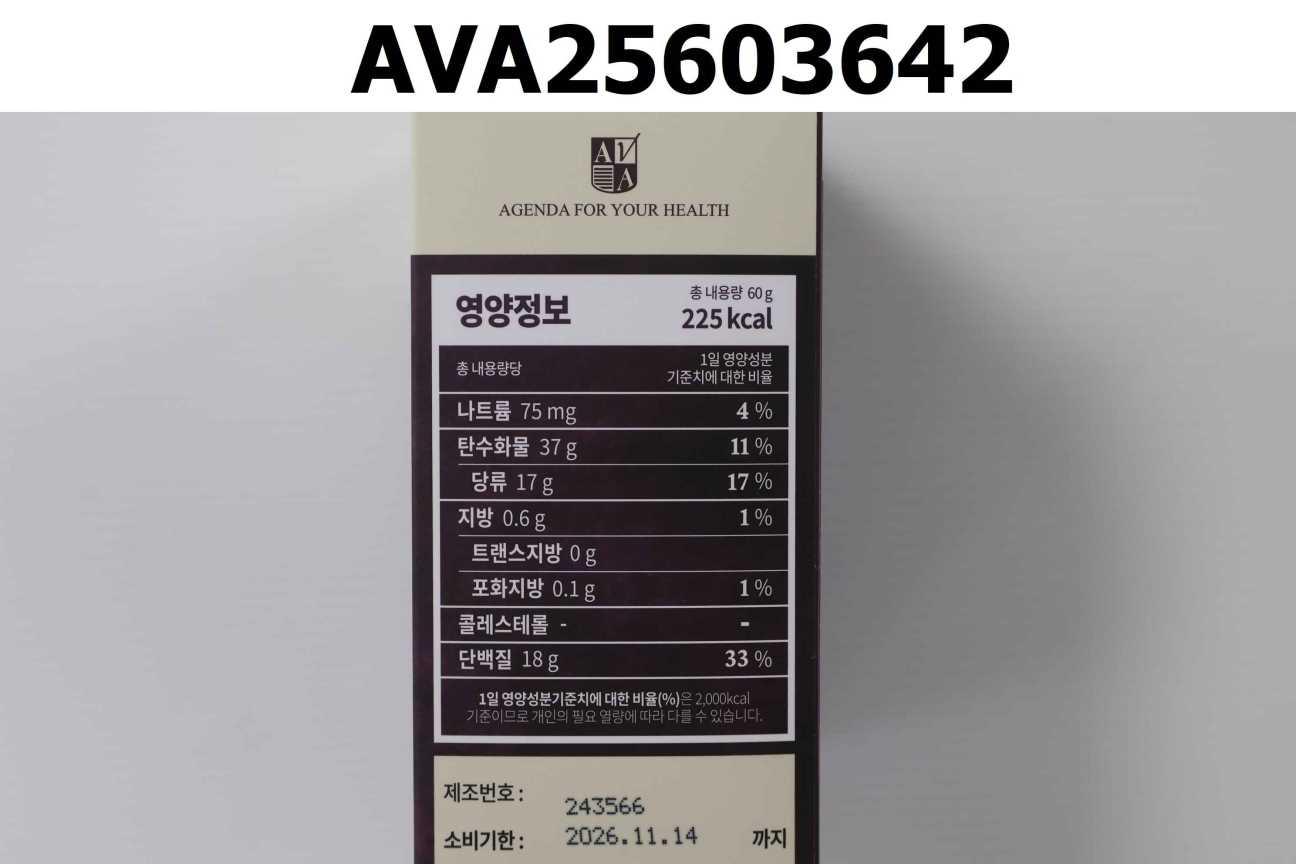 AVA25603642
AVA
AGENDA FOR YOUR HEALTH
영양정보
총 내용량 60 g
225 kcal
총 내용량당
1일 영양성분
기준치에 대한 비율
나트륨 75 mg 4 %
탄수화물 37 g 11 %
당류 17 g 17 %
지방 0.6 g 1 %
트랜스지방 0 g
포화지방 0.1 g 1 %
콜레스테롤 - -
단백질 18 g 33 %
1일 영양성분기준치에 대한 비율(%)은 2,000kcal
기준이므로 개인의 필요 열량에 따라 다를 수 있습니다.
제조번호 : 243566
소비기한 : 2026.11.14 까지